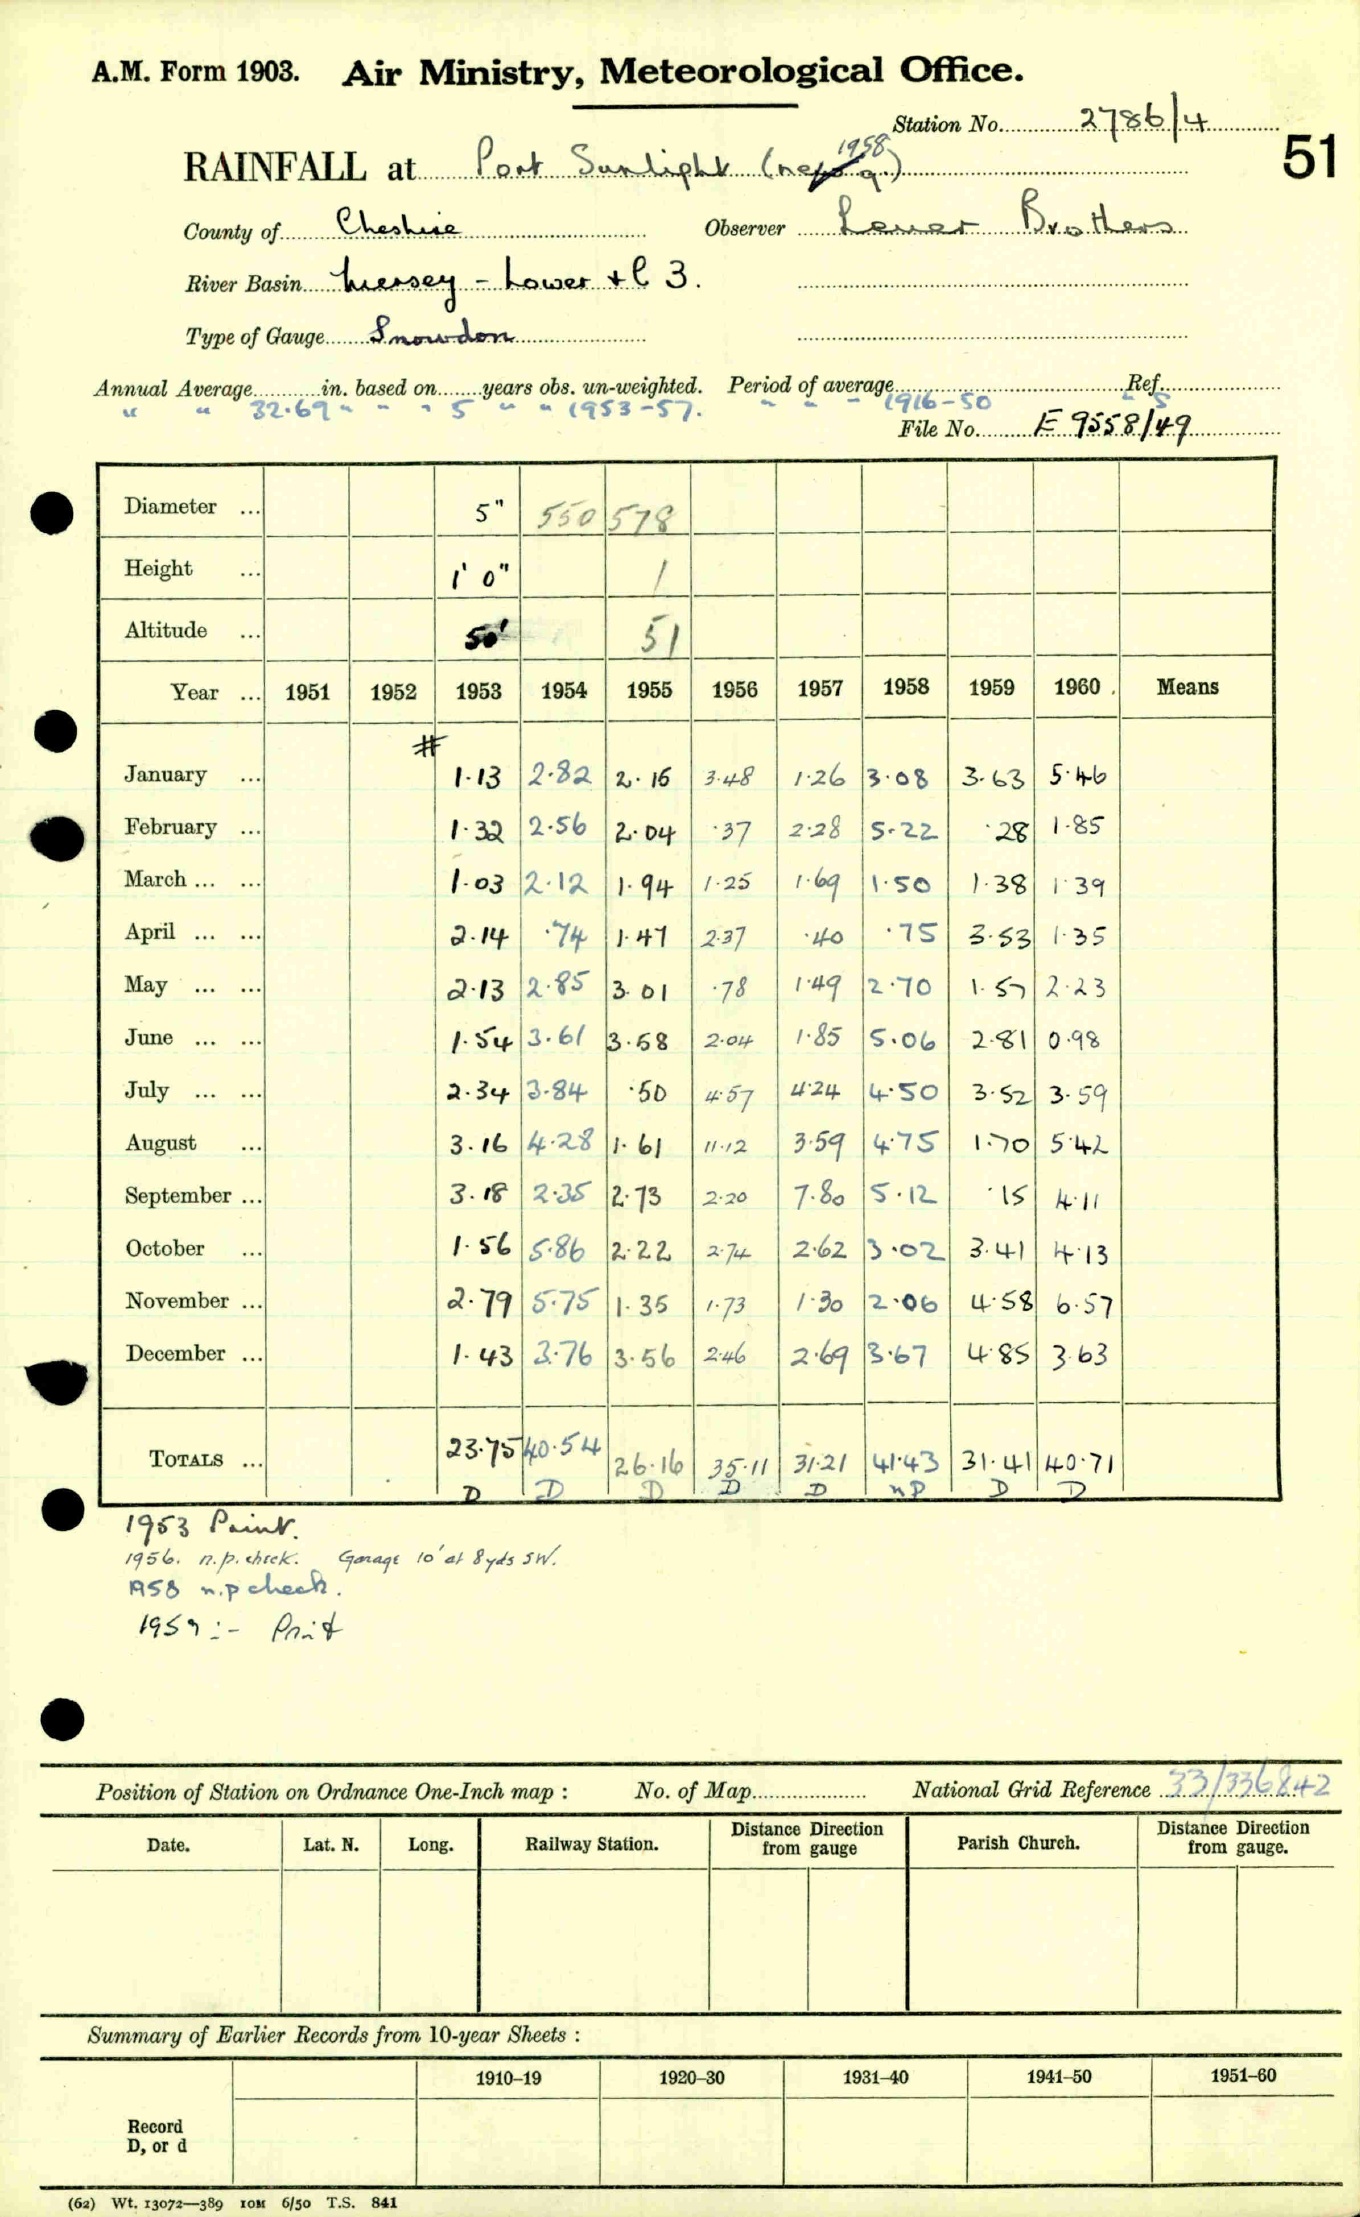 A.M. Form 1903. Air Ministry, Meteorological Office.
Station No. 2786/4
51
1958
RAINFALL at Port Sunlight (new g.)
County of Cheshire Observer Lever Brothers
River Basin Mersey - Lower + C 3.
Type of Gauge Snowdon
Annual Average............in. based on........years obs. un-weighted. Period of average.............Ref.
" " 32.69 " " " 5 " " 1953-57. " " " 1916-50 " 5
File No. E 9558/49
Diameter ... 5" 550 578
Height ... 1' 0" 1
Altitude ... 50' 51
Year ... 1951 1952 1953 1954 1955 1956 1957 1958 1959 1960 Means
#
January ... 1.13 2.82 2.15 3.48 1.26 3.08 3.63 5.46
February ... 1.32 2.56 2.04 .37 2.28 5.22 .28 1.85
March ... ... 1.03 2.12 1.94 1.25 1.69 1.50 1.38 1.39
April ... ... 2.14 .74 1.47 2.37 .40 .75 3.53 1.35
May ... ... 2.13 2.85 3.01 .78 1.49 2.70 1.57 2.23
June ... ... 1.54 3.61 3.58 2.04 1.85 5.06 2.81 0.98
July ... ... 2.34 3.84 .50 4.57 4.24 4.50 3.52 3.59
August ... 3.16 4.28 1.61 11.12 3.59 4.75 1.70 5.42
September ... 3.18 2.35 2.73 2.20 7.80 5.12 .15 4.11
October ... 1.56 5.86 2.22 2.74 2.62 3.02 3.41 4.13
November ... 2.79 5.75 1.35 1.73 1.30 2.06 4.58 6.57
December ... 1.43 3.76 3.56 2.46 2.69 3.67 4.85 3.63
TOTALS ... 23.75 40.54 26.16 35.11 31.21 41.43 31.41 40.71
D D D D D np D D
1953 Print.
1956. n.p. check. Garage 10' at 8yds SW.
1958 n.p check.
1959 :- Print
Position of Station on Ordnance One-Inch map : No. of Map.................... National Grid Reference 33/336842
Date. Lat. N. Long. Railway Station. Distance from Direction gauge Parish Church. Distance from Direction gauge.
Summary of Earlier Records from 10-year Sheets :
1910–19 1920–30 1931–40 1941–50 1951–60
Record
D, or d
(62) Wt. 13072—389 10M 6/50 T.S. 841